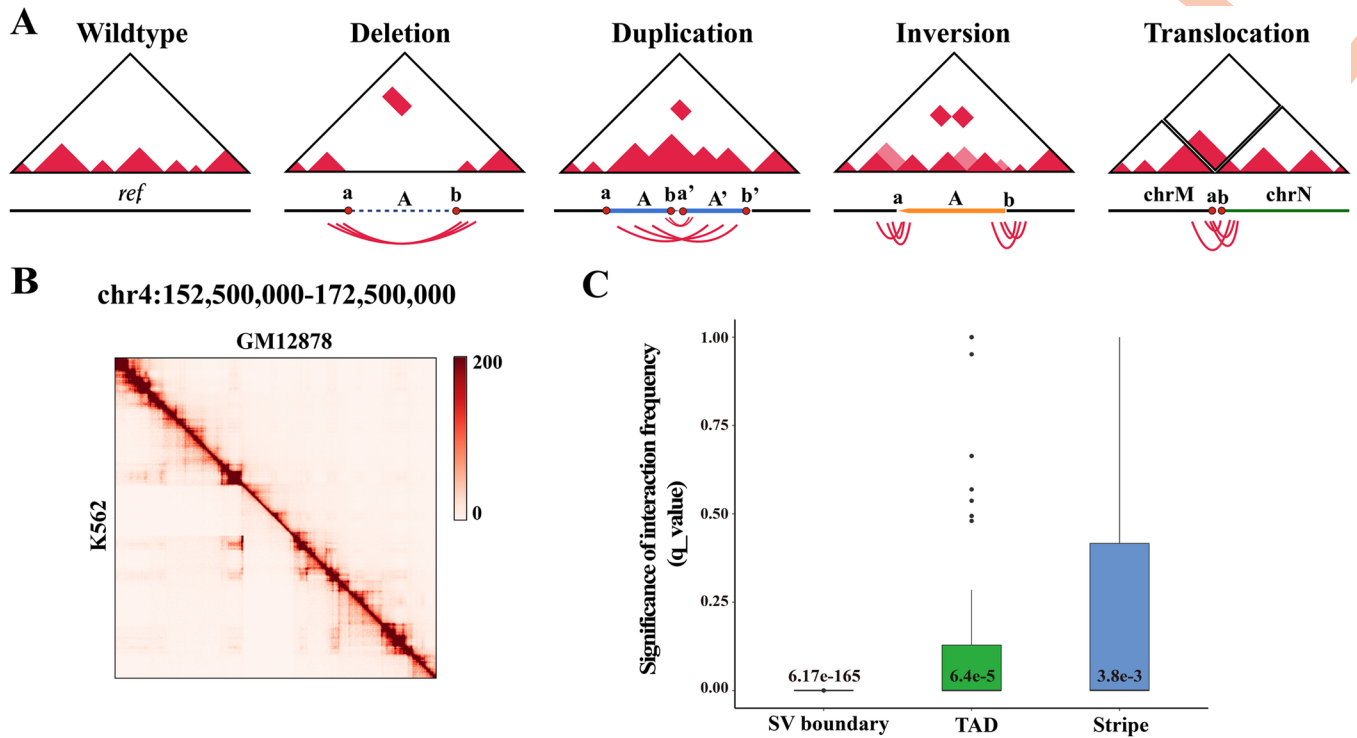 A
Wildtype
Deletion
Duplication
Inversion
Translocation
ref
a A b
a A b a’ A’ b’
a A b
chrM ab chrN
B
chr4:152,500,000-172,500,000
GM12878
K562
200
0
C
Significance of interaction frequency
(q_value)
1.00
0.75
0.50
0.25
0.00
6.17e-165
6.4e-5
3.8e-3
SV boundary
TAD
Stripe